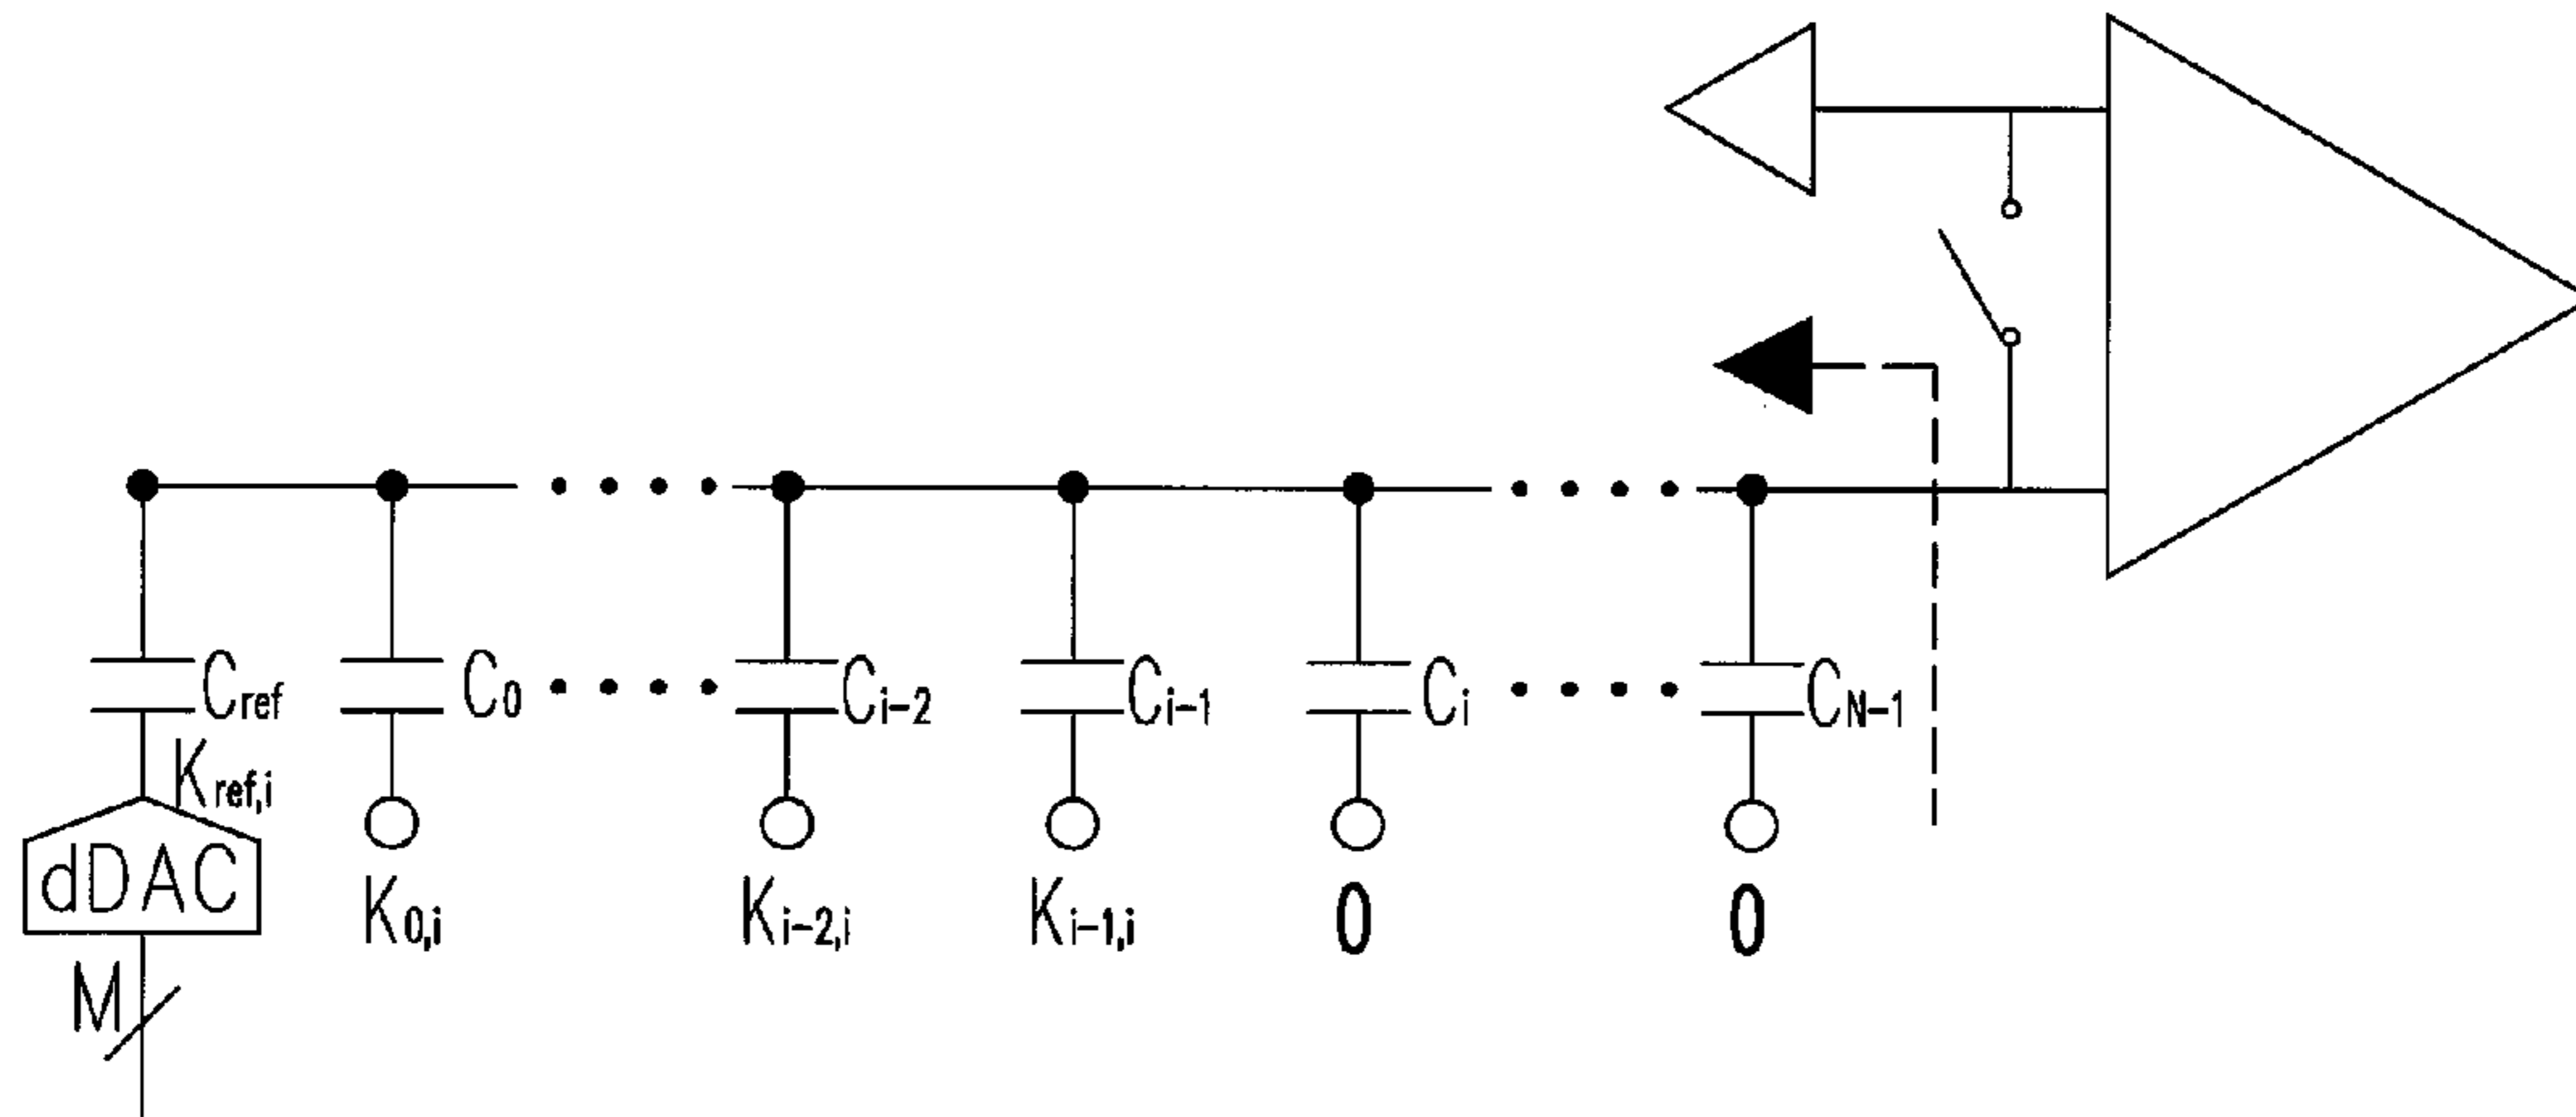 Cref C0 Ci-2 Ci-1 Ci CN-1
Kref,i
dDAC
K0,i Ki-2,i Ki-1,i 0 0
M